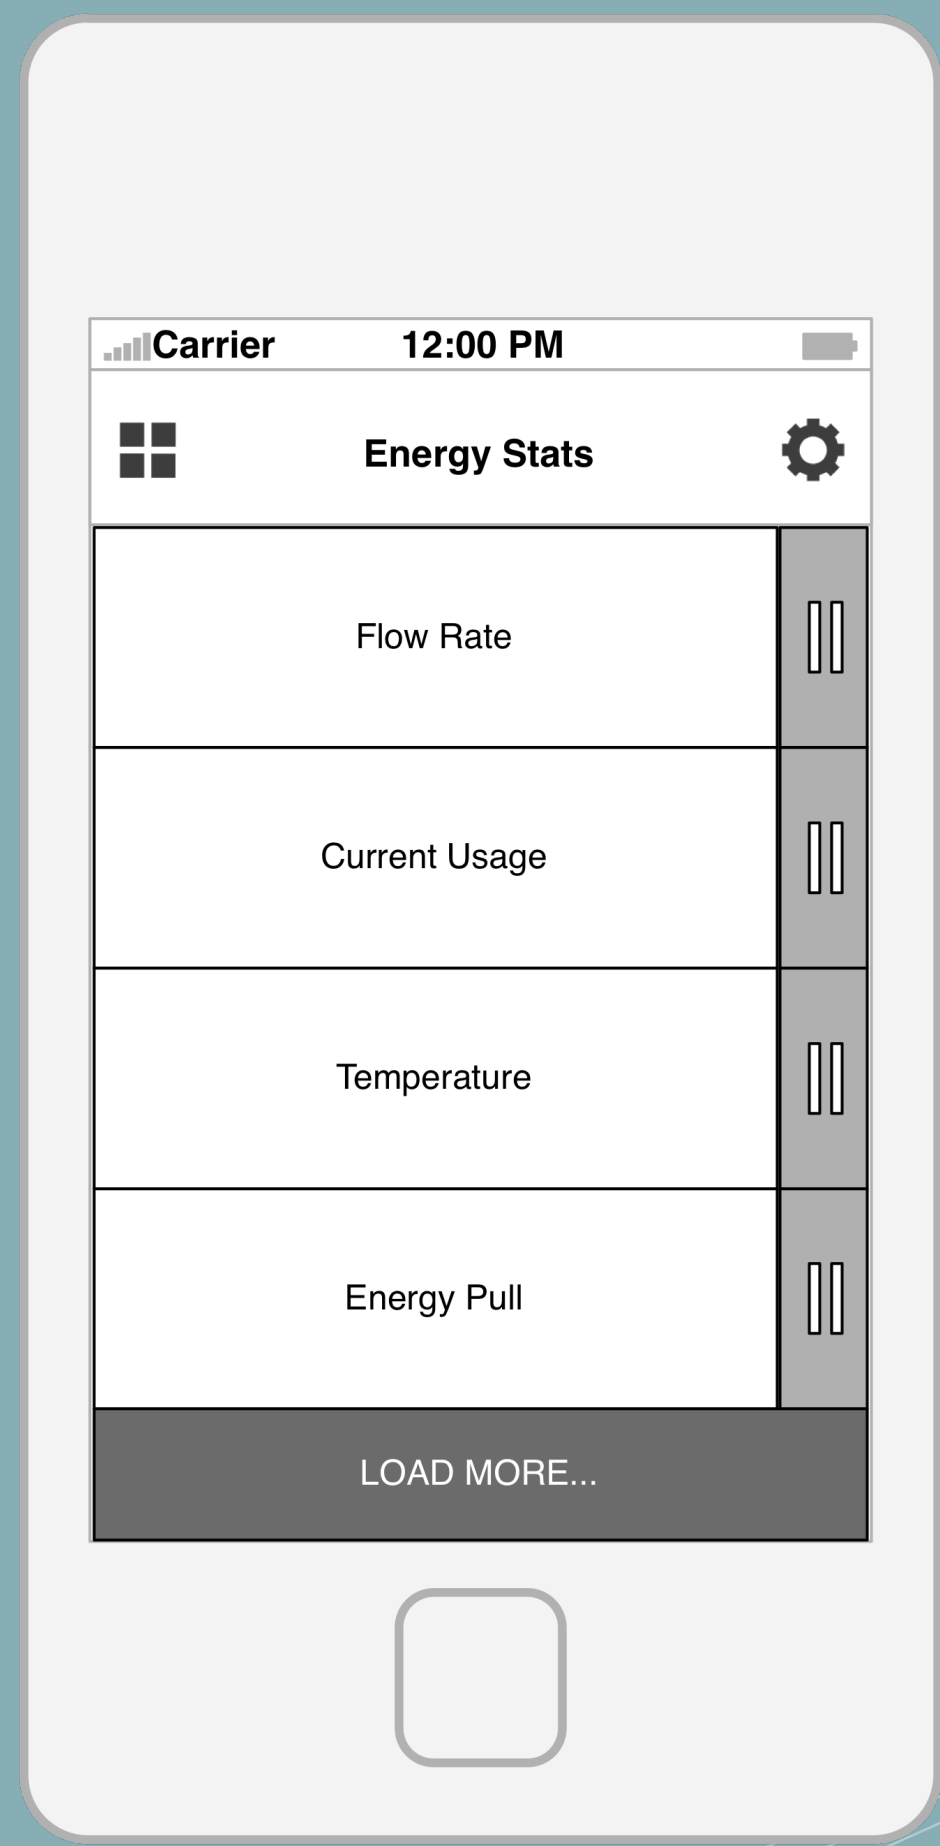 Carrier 12:00 PM
Energy Stats
Flow Rate
Current Usage
Temperature
Energy Pull
LOAD MORE...